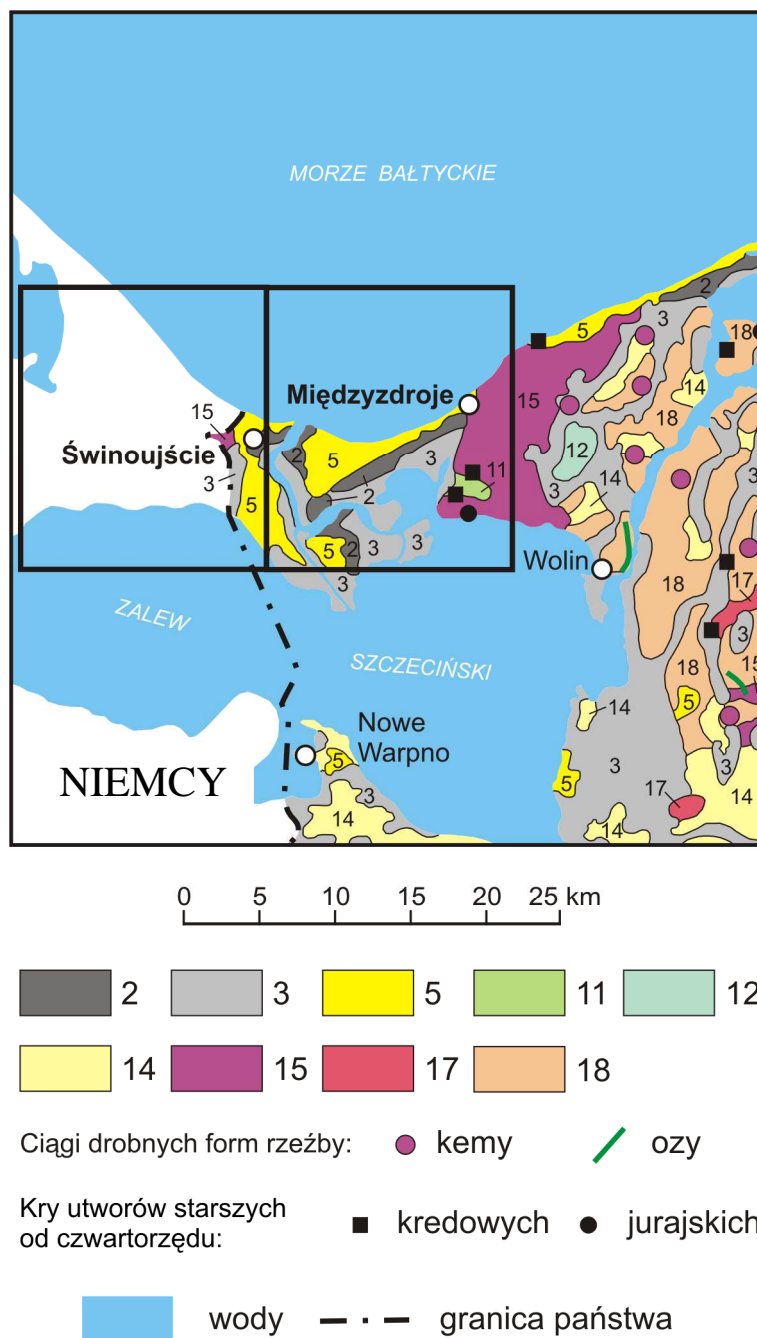 MORZE BAŁTYCKIE
2
3
5
18
Międzyzdroje
15
14
15
18
Świnoujście
5
2
3
12
3
11
2
3
14
3
5
5
2
3
3
3
Wolin
18
17
ZALEW
3
SZCZECIŃSKI
18
15
5
14
Nowe
Warpno
5
3
3
5
NIEMCY
3
17
14
14
14
0 5 10 15 20 25 km
2 3 5 11 12
14 15 17 18
Ciągi drobnych form rzeźby: kemy ozy
Kry utworów starszych
od czwartorzędu:
kredowych jurajskich
wody granica państwa